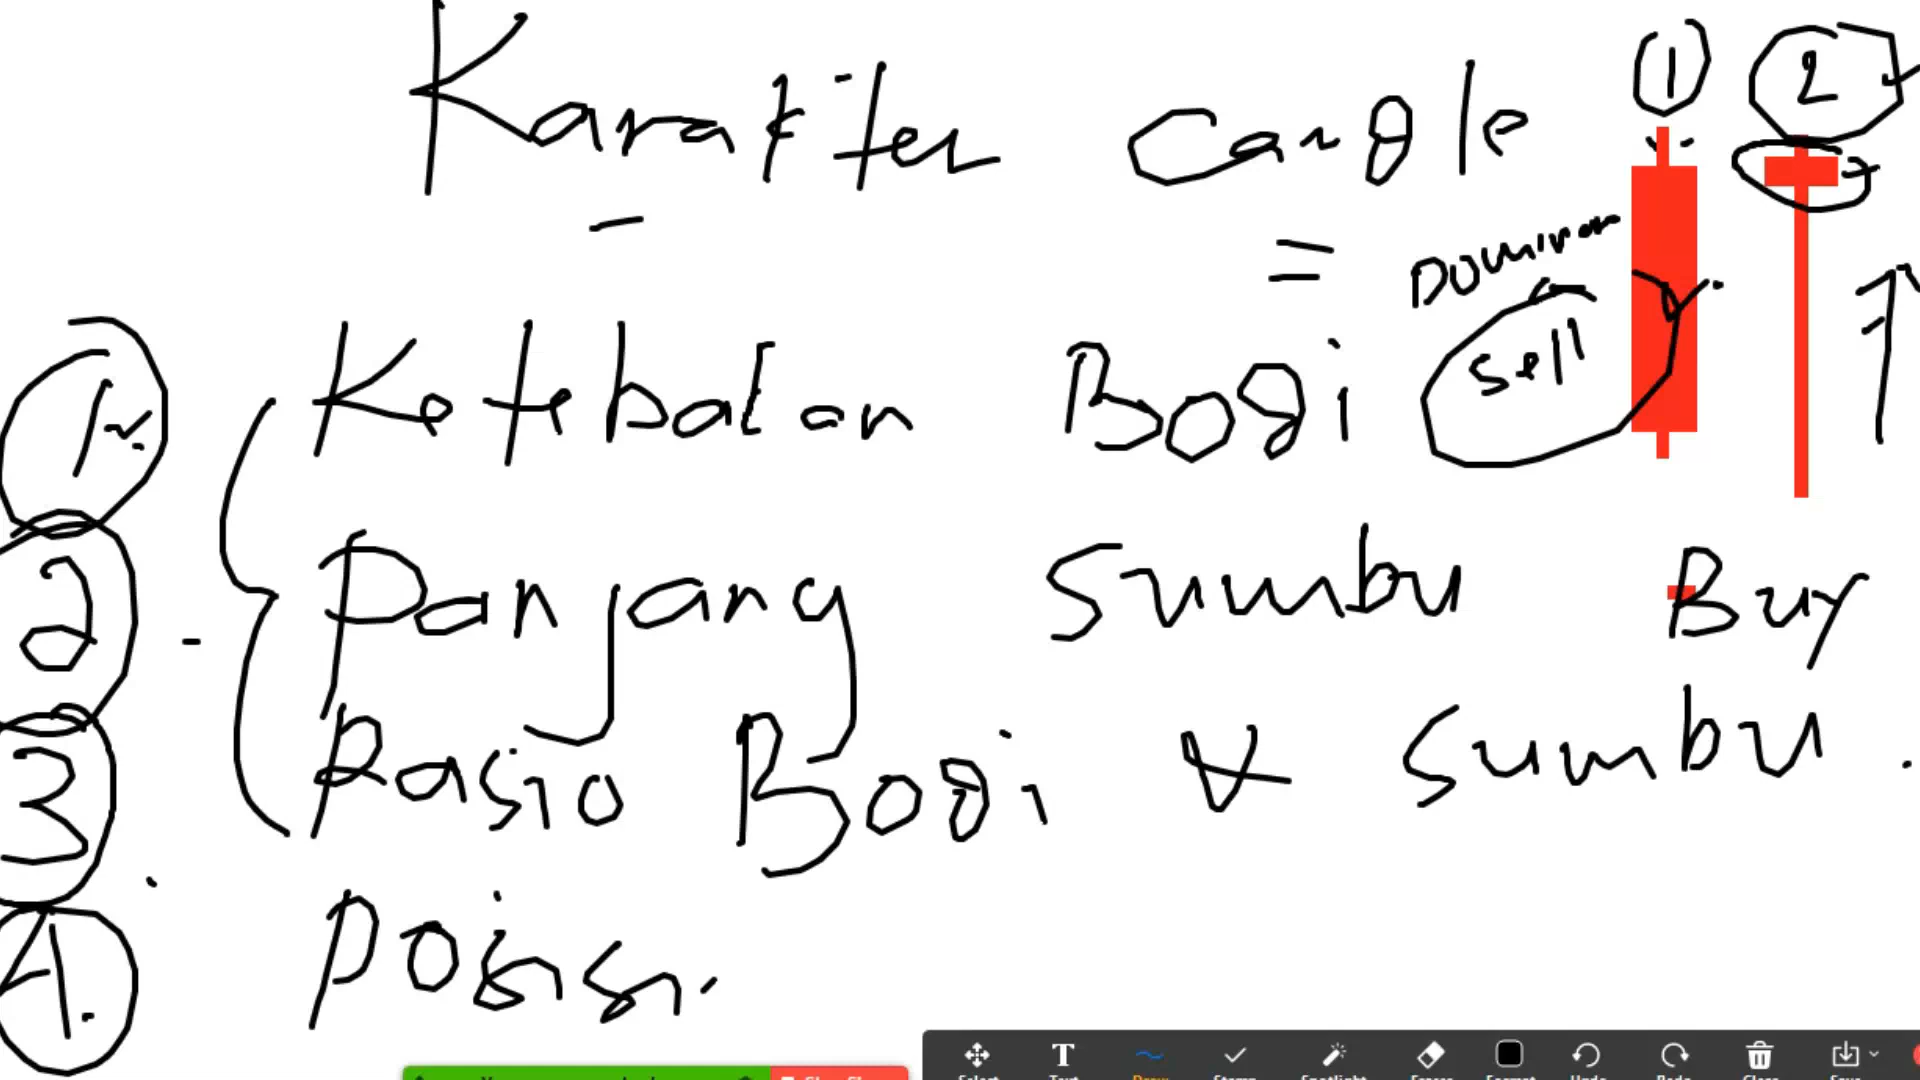 Karakter candle
1 2
Dominan
Sell
1. Ketebalan Bodi
2 - Panjang Sumbu Buy
3. Rasio Bodi & Sumbu.
4. Posisi.
T